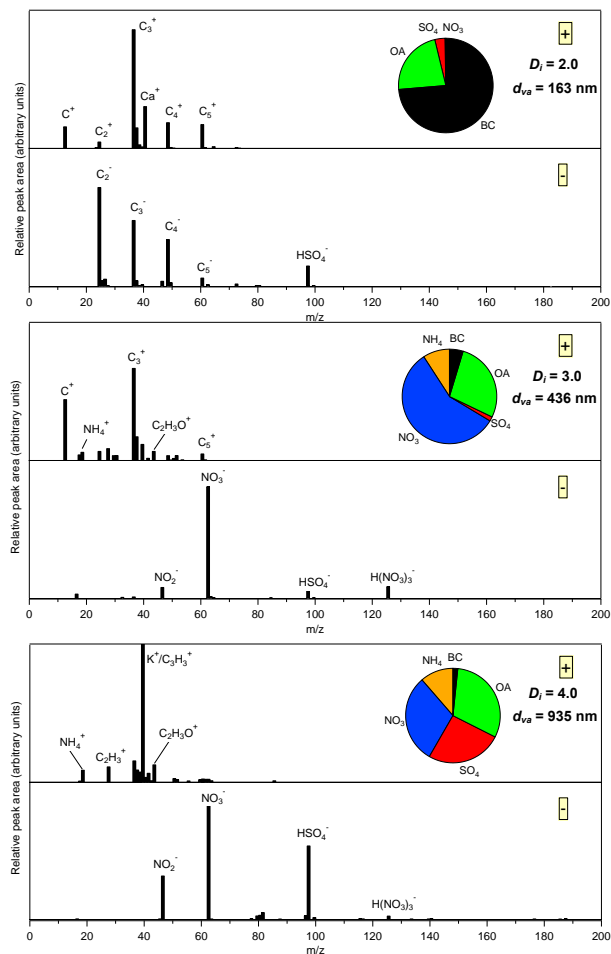 C₃⁺
SO₄ NO₃
+
OA
Dᵢ = 2.0
dᵥₐ = 163 nm
Ca⁺
C⁺
C₄⁺
C₅⁺
C₂⁺
BC
C₂⁻
-
C₃⁻
C₄⁻
HSO₄⁻
C₅⁻
Relative peak area (arbitrary units)
0 20 40 60 80 100 120 140 160 180 200
m/z
+
NH₄ BC
C₃⁺
OA
Dᵢ = 3.0
dᵥₐ = 436 nm
C⁺
NH₄⁺
C₂H₃O⁺
C₅⁺
SO₄
NO₃
NO₃⁻
-
NO₂⁻
HSO₄⁻
H(NO₃)₃⁻
Relative peak area (arbitrary units)
0 20 40 60 80 100 120 140 160 180 200
m/z
K⁺/C₃H₃⁺
NH₄ BC
+
OA
Dᵢ = 4.0
dᵥₐ = 935 nm
NH₄⁺
C₂H₃⁺
C₂H₃O⁺
NO₃
SO₄
NO₃⁻
-
HSO₄⁻
NO₂⁻
H(NO₃)₃⁻
Relative peak area (arbitrary units)
0 20 40 60 80 100 120 140 160 180 200
m/z